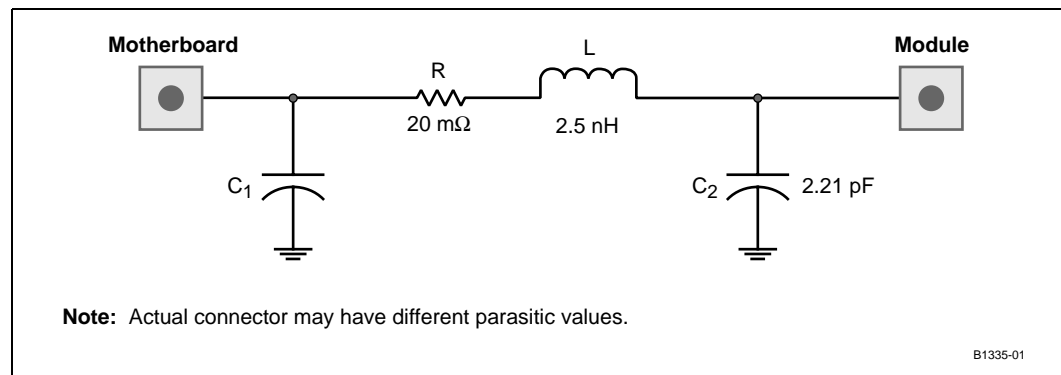 Motherboard
Module
R
L
20 mΩ
2.5 nH
C1
C2
2.21 pF
Note: Actual connector may have different parasitic values.
B1335-01